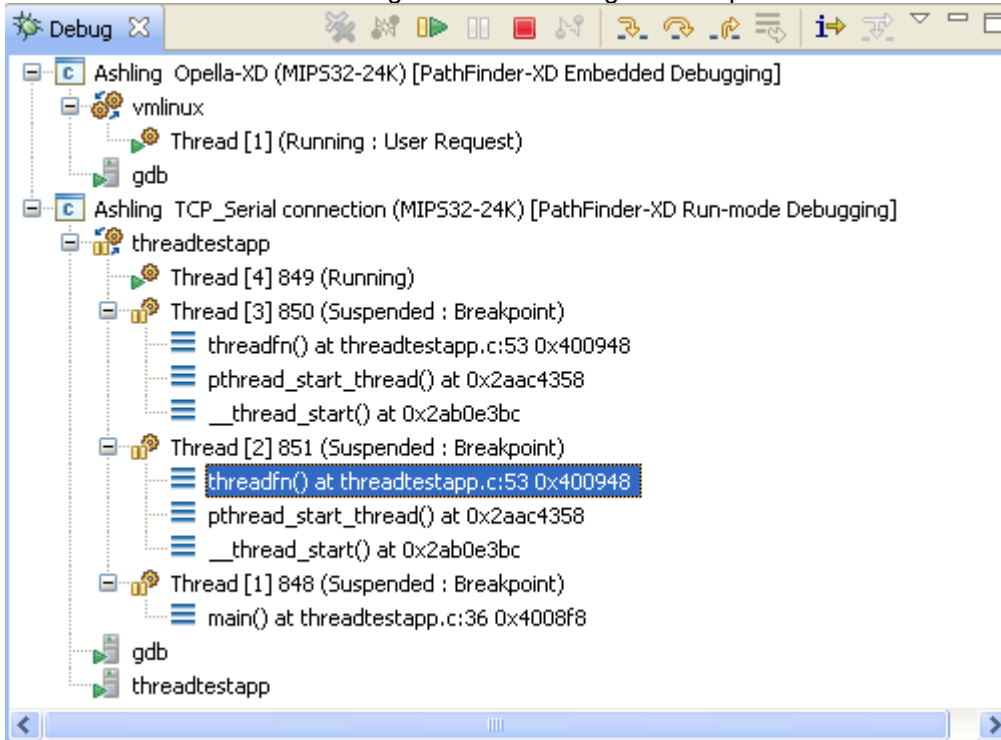 Debug
Ashling Opella-XD (MIPS32-24K) [PathFinder-XD Embedded Debugging]
vmlinux
Thread [1] (Running : User Request)
gdb
Ashling TCP_Serial connection (MIPS32-24K) [PathFinder-XD Run-mode Debugging]
threadtestapp
Thread [4] 849 (Running)
Thread [3] 850 (Suspended : Breakpoint)
threadfn() at threadtestapp.c:53 0x400948
pthread_start_thread() at 0x2aac4358
__thread_start() at 0x2ab0e3bc
Thread [2] 851 (Suspended : Breakpoint)
threadfn() at threadtestapp.c:53 0x400948
pthread_start_thread() at 0x2aac4358
__thread_start() at 0x2ab0e3bc
Thread [1] 848 (Suspended : Breakpoint)
main() at threadtestapp.c:36 0x4008f8
gdb
threadtestapp